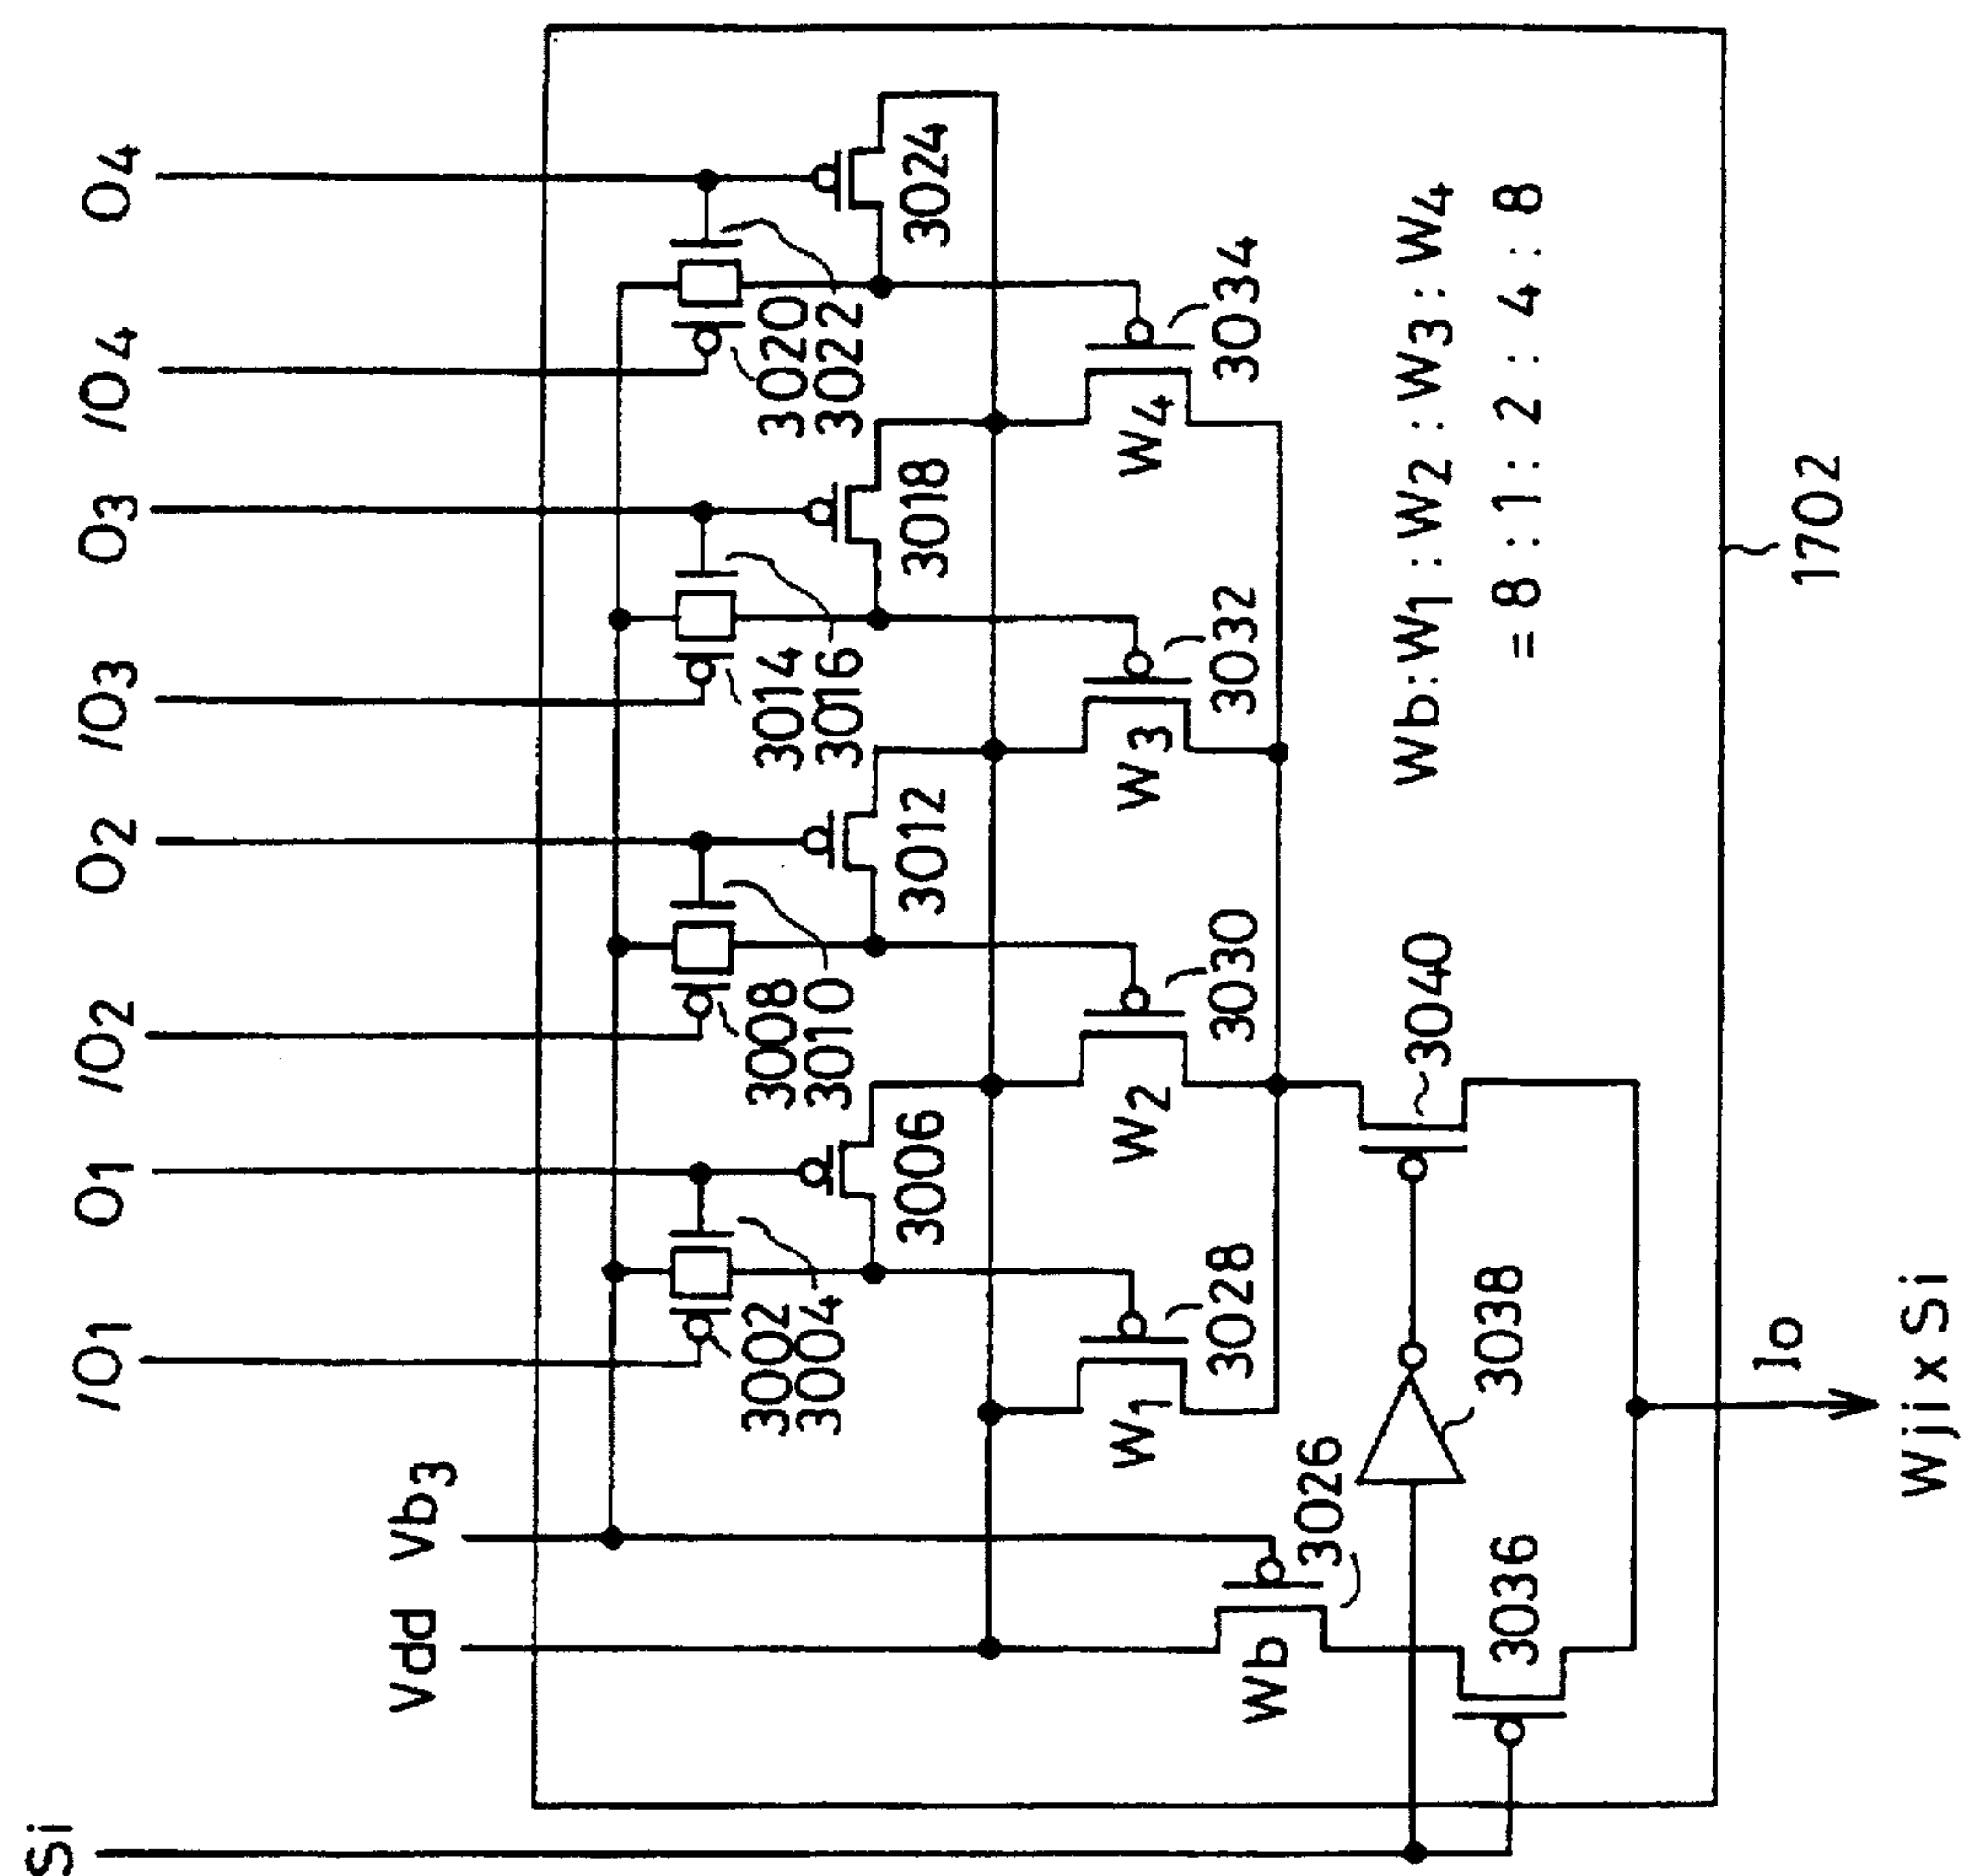 Si
Vdd
Vb3
/O1
O1
/O2
O2
/O3
O3
/O4
O4
3002
3004
3006
3008
3010
3012
3014
3016
3018
3020
3022
3024
Wb
3026
W1
3028
W2
3030
W3
3032
W4
3034
3036
3038
3040
Wb:W1:W2:W3:W4
=8:1:2:4:8
1702
Io
Wji x Si